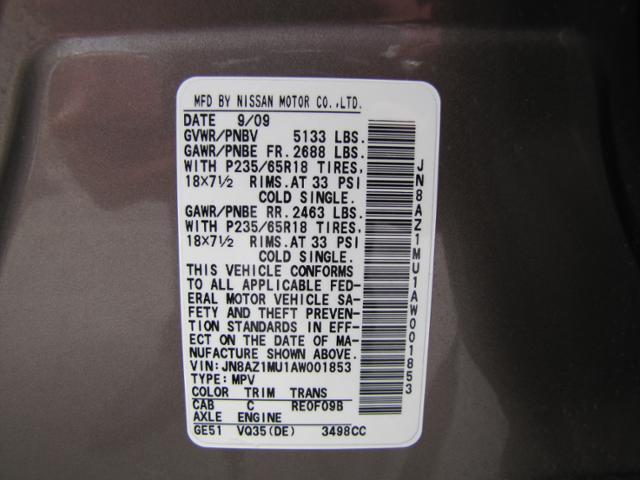 MFD BY NISSAN MOTOR CO.,LTD.
DATE 9/09
GVWR/PNBV 5133 LBS.
GAWR/PNBE FR.2688 LBS.
WITH P235/65R18 TIRES,
18×7½ RIMS.AT 33 PSI
COLD SINGLE.
GAWR/PNBE RR.2463 LBS.
WITH P235/65R18 TIRES,
18×7½ RIMS.AT 33 PSI
COLD SINGLE.
THIS VEHICLE CONFORMS
TO ALL APPLICABLE FED-
ERAL MOTOR VEHICLE SA-
FETY AND THEFT PREVEN-
TION STANDARDS IN EFF-
ECT ON THE DATE OF MA-
NUFACTURE SHOWN ABOVE.
VIN:JN8AZ1MU1AW001853
TYPE:MPV
COLOR TRIM TRANS
CAB C RE0F09B
AXLE ENGINE
GE51 VQ35(DE) 3498CC
JN8AZ1MU1AW001853